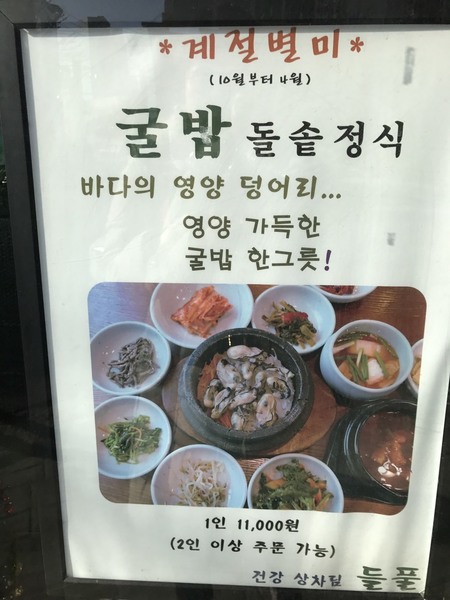 *계절별미*
(10월부터 4월)
굴밥 돌솥정식
바다의 영양 덩어리...
영양 가득한
굴밥 한그릇!
1인 11,000원
(2인 이상 주문 가능)
건강 상차림 들풀